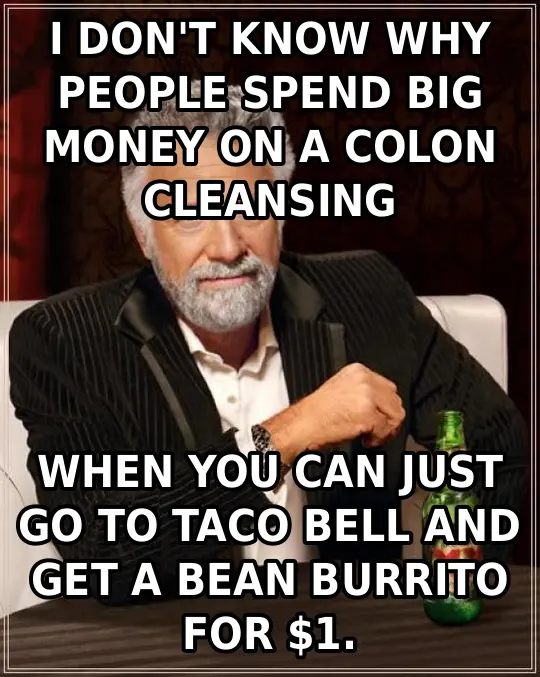 I DON'T KNOW WHY
PEOPLE SPEND BIG
MONEY ON A COLON
CLEANSING
WHEN YOU CAN JUST
GO TO TACO BELL AND
GET A BEAN BURRITO
FOR $1.